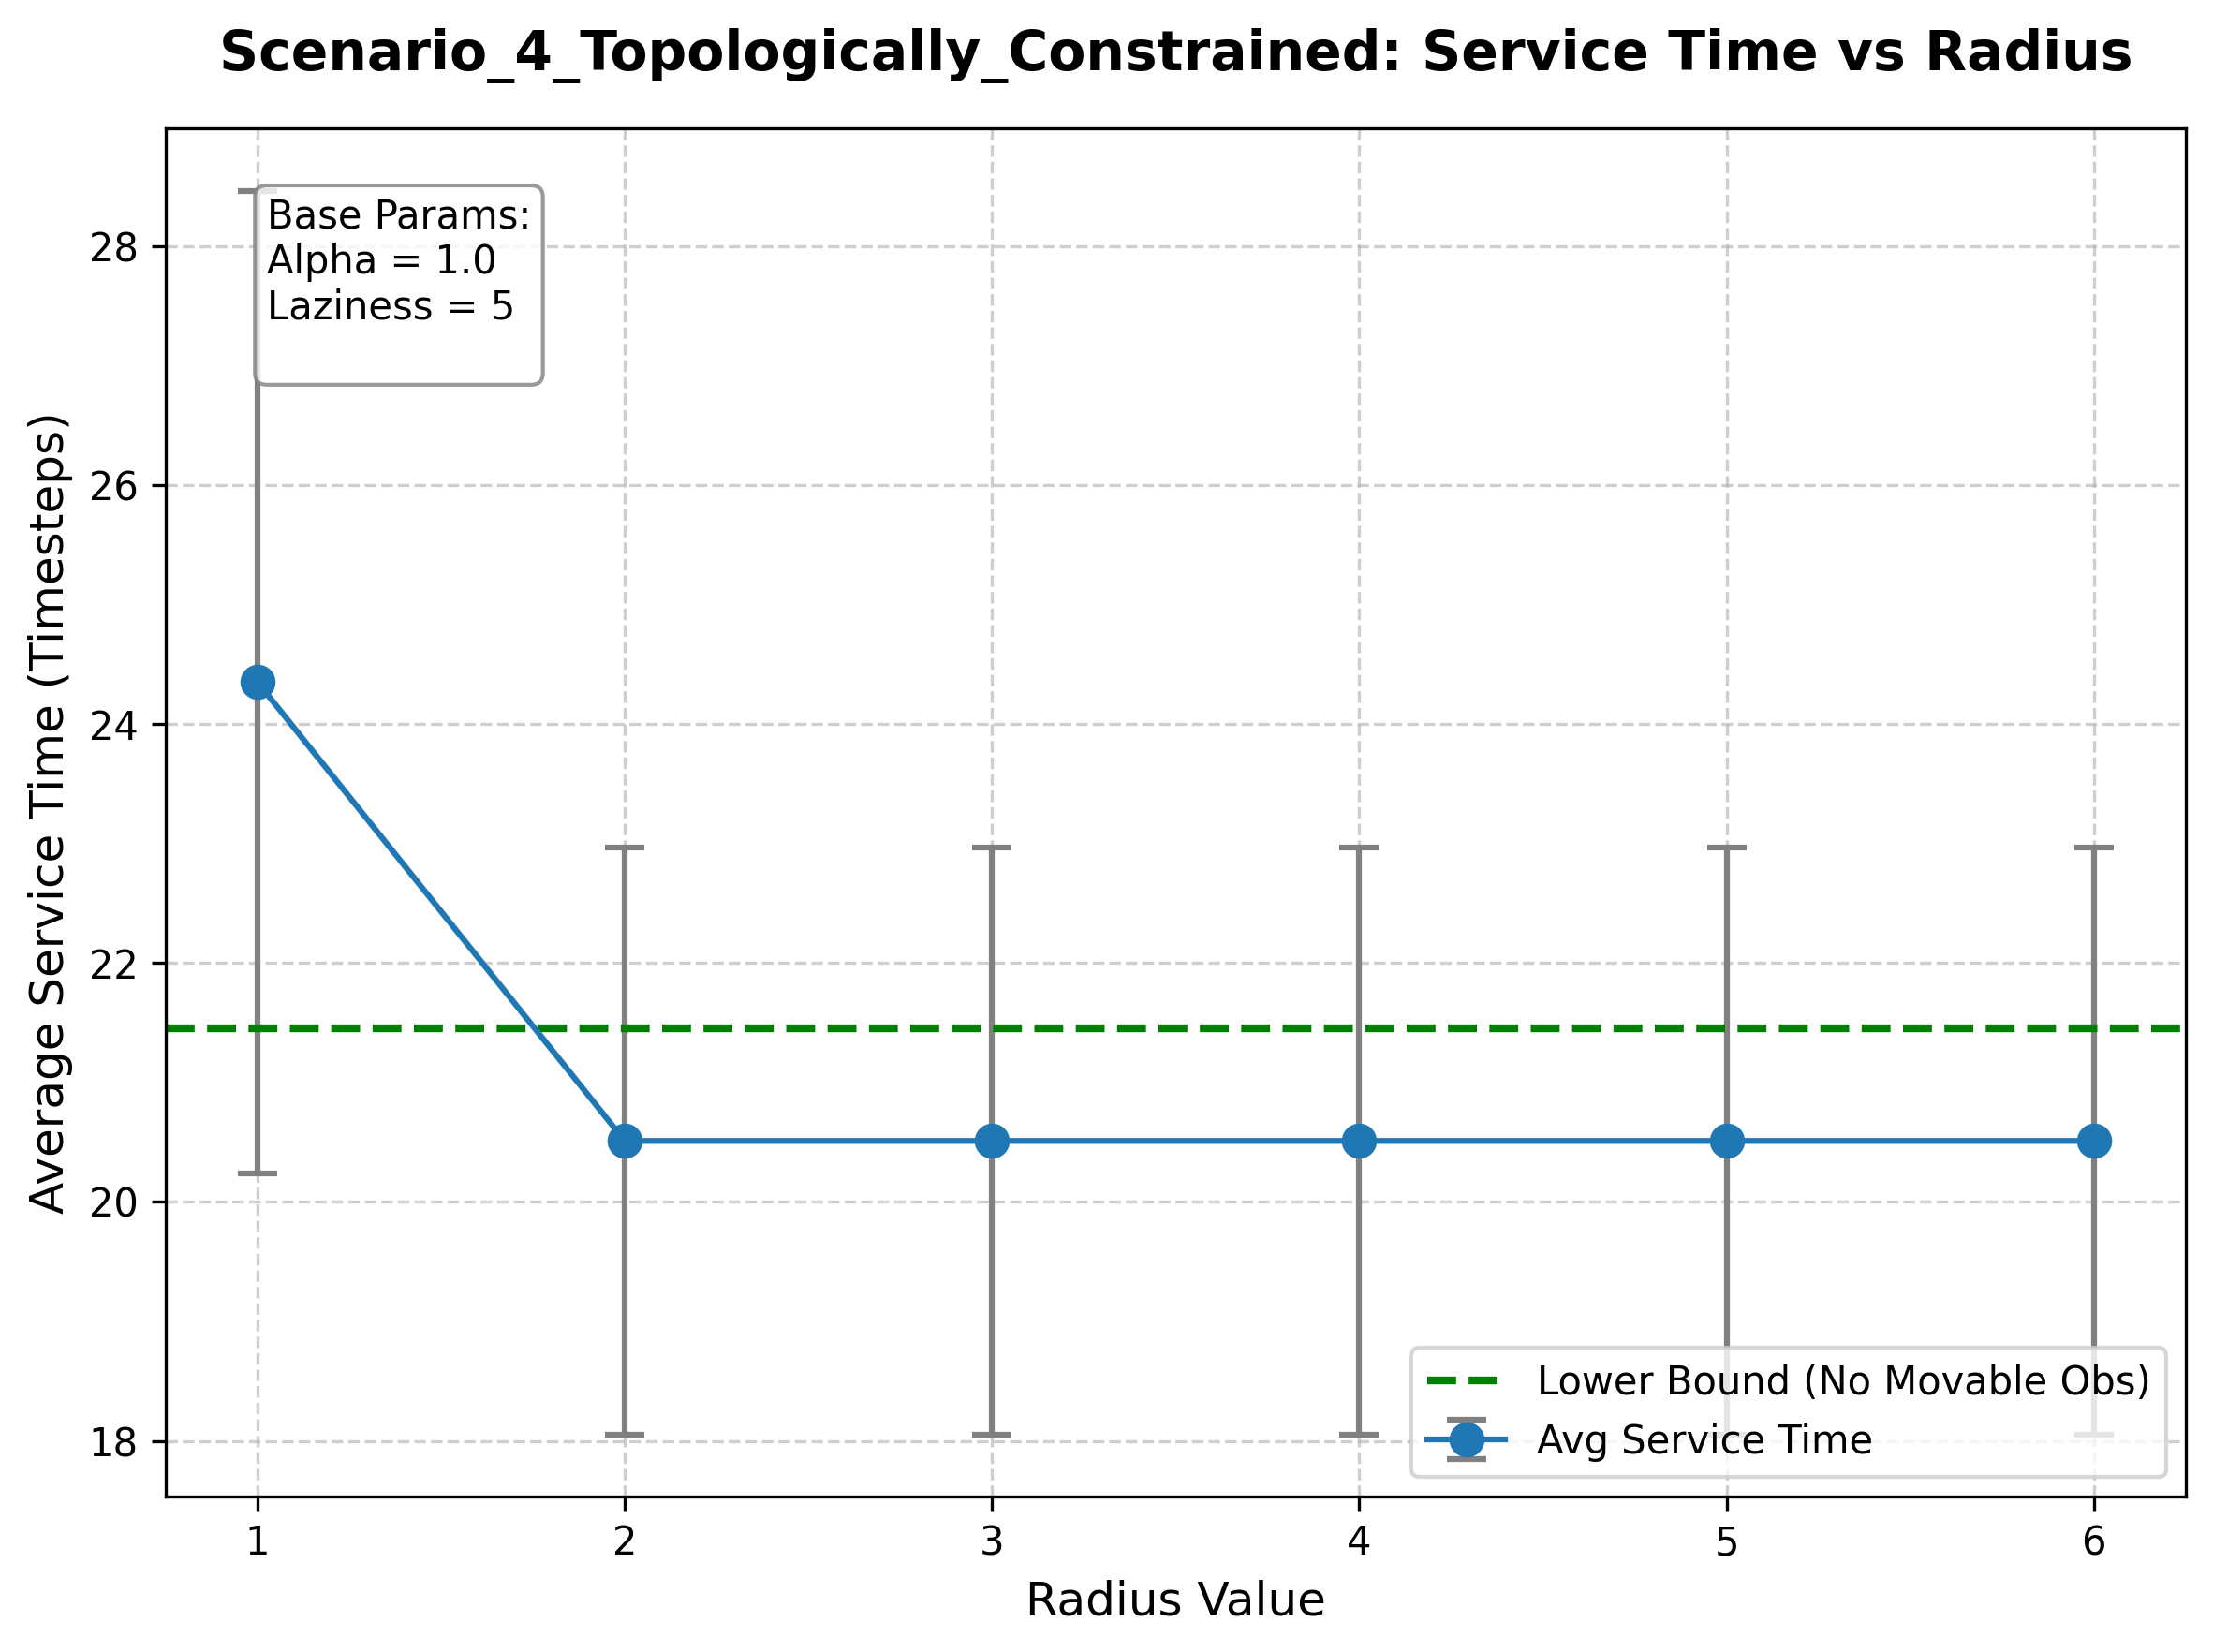 Scenario_4_Topologically_Constrained: Service Time vs Radius
Base Params:
Alpha = 1.0
Laziness = 5
28
26
24
22
20
18
Average Service Time (Timesteps)
Lower Bound (No Movable Obs)
Avg Service Time
1 2 3 4 5 6
Radius Value